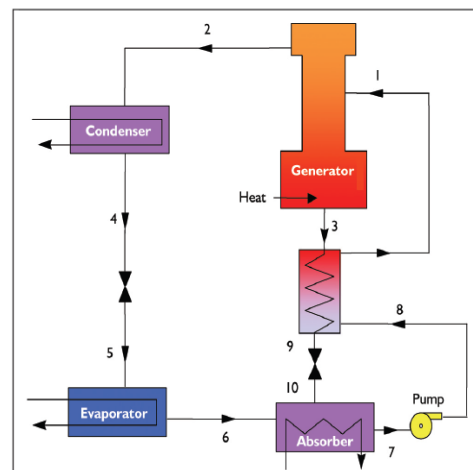 2
1
Condenser
Generator
Heat
3
4
8
9
5
10
Pump
Evaporator
6
Absorber
7